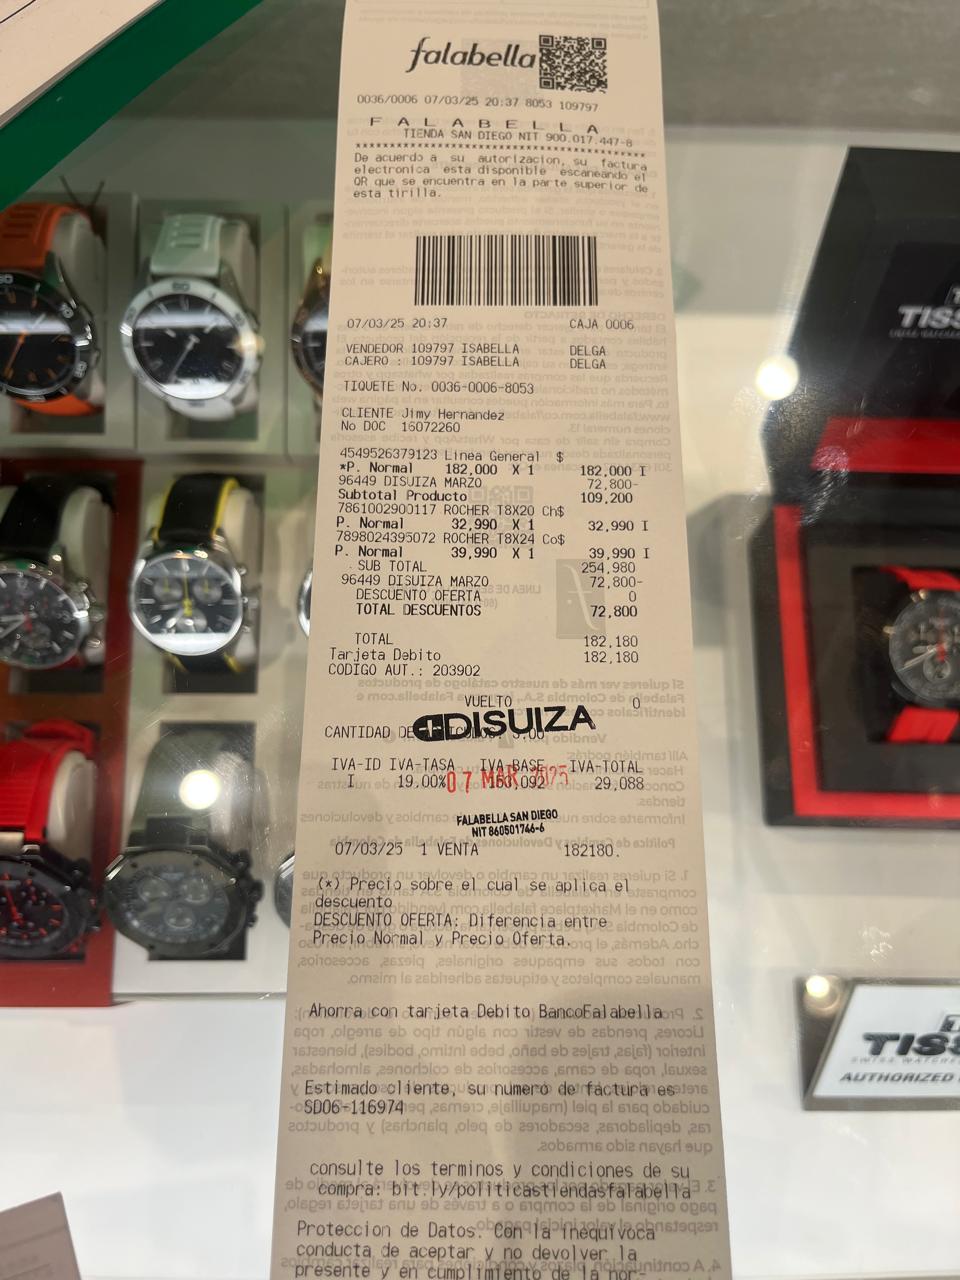 falabella
0036/0006 07/03/25 20:37 8053 109797
F A L A B E L L A
TIENDA SAN DIEGO NIT 900.017.447-8
De acuerdo a su autorizacion, su factura
electronica esta disponible escaneando el
QR que se encuentra en la parte superior de
esta tirilla.
07/03/25 20:37 CAJA 0006
VENDEDOR 109797 ISABELLA DELGA
CAJERO : 109797 ISABELLA DELGA
TIQUETE No. 0036-0006-8053
CLIENTE Jimy Hernandez
No DOC 16072260
4549526379123 Linea General $
*P. Normal 182,000 X 1 182,000 I
96449 DISUIZA MARZO 72,800-
Subtotal Producto 109,200
7861002900117 ROCHER T8X20 Ch$
P. Normal 32,990 X 1 32,990 I
7898024395072 ROCHER T8X24 Co$
P. Normal 39,990 X 1 39,990 I
SUB TOTAL 254,980
96449 DISUIZA MARZO 72,800-
DESCUENTO OFERTA 0
TOTAL DESCUENTOS 72,800
TOTAL 182,180
Tarjeta Debito 182,180
CODIGO AUT.: 203902
VUELTO 0
DISUIZA
CANTIDAD DE
IVA-ID IVA-TASA IVA-BASE IVA-TOTAL
I 19.00% 29,088
07 MAR 2025
FALABELLA SAN DIEGO
NIT 860501746-6
07/03/25 1 VENTA 182180.
(*) Precio sobre el cual se aplica el
descuento
DESCUENTO OFERTA: Diferencia entre
Precio Normal y Precio Oferta.
Ahorra con tarjeta Debito BancoFalabella
Estimado cliente, su numero de factura es
SD06-116974
consulte los terminos y condiciones de su
compra: bit.ly/politicastiendasfalabella
Proteccion de Datos. Con la inequivoca
conducta de aceptar y no devolver la
presente y en cumplimiento de la nor-
TISS
TISS
SWISS WATCHES
AUTHORIZED